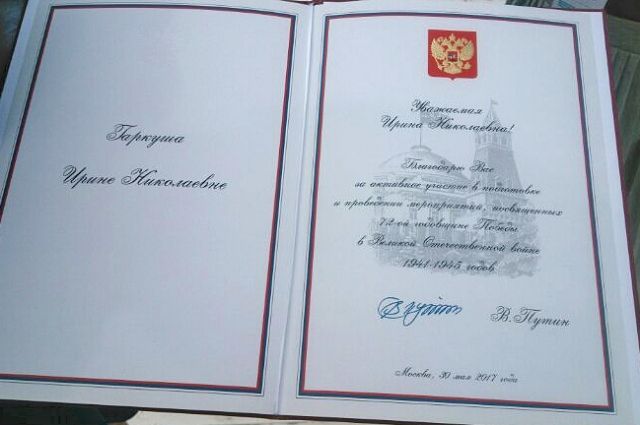 Гаркуша
Ирине Николаевне
Уважаемая
Ирина Николаевна!
Благодарю Вас
за активное участие в подготовке
и проведении мероприятий, посвященных
72-ой годовщине Победы
в Великой Отечественной войне
1941-1945 годов
В.Путин
Москва, 30 мая 2017 года